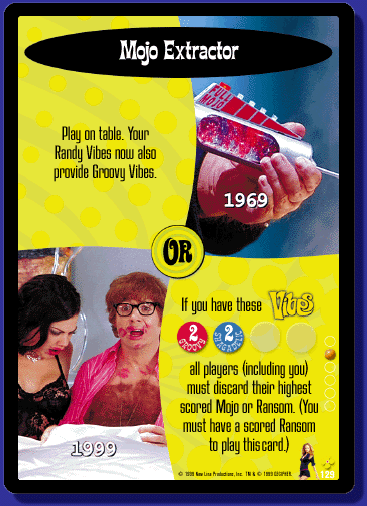 Mojo Extractor
FULL
MOJO
Play on table. Your
Randy Vibes now also
provide Groovy Vibes.
1969
OR
1999
If you have these Vibes
2 GROOVY 2
all players (including you)
must discard their highest
scored Mojo or Ransom. (You
must have a scored Ransom
to play this card.)
© 1999 New Line Productions, Inc. TM & © 1999 DECIPHER.
129